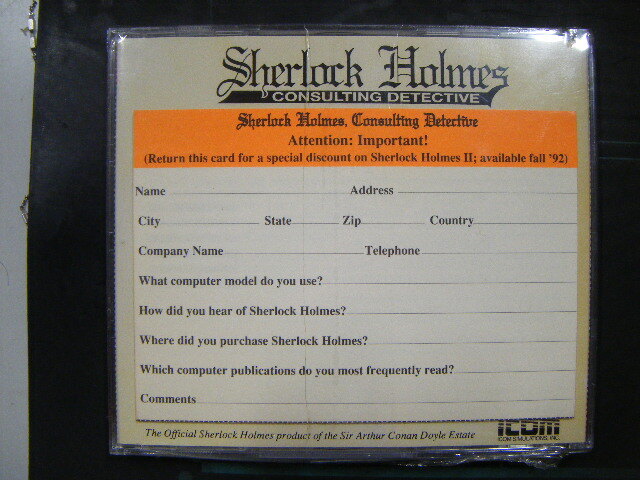 Sherlock Holmes
CONSULTING DETECTIVE
Sherlock Holmes, Consulting Detective
Attention: Important!
(Return this card for a special discount on Sherlock Holmes II; available fall '92)
Name Address
City State Zip Country
Company Name Telephone
What computer model do you use?
How did you hear of Sherlock Holmes?
Where did you purchase Sherlock Holmes?
Which computer publications do you most frequently read?
Comments
The Official Sherlock Holmes product of the Sir Arthur Conan Doyle Estate
ICOM
ICOM SIMULATIONS, INC.